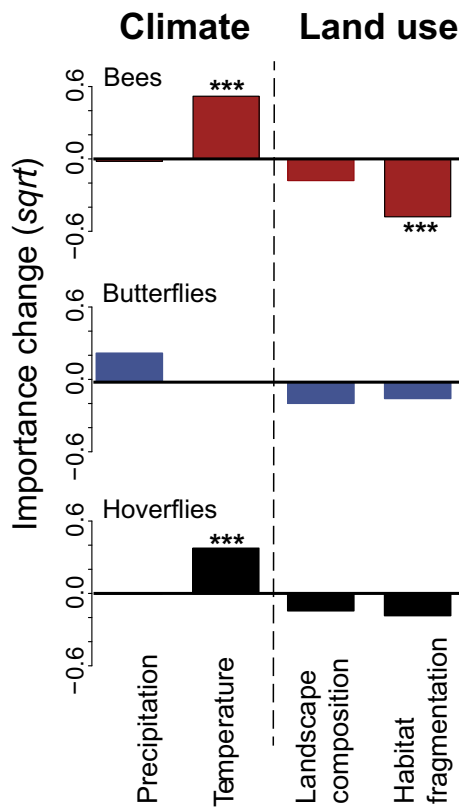 Climate Land use
Importance change (sqrt)
Bees
0.6
0.0
−0.6
***
***
Butterflies
0.6
0.0
−0.6
Hoverflies
0.6
0.0
−0.6
***
Precipitation
Temperature
Landscape
composition
Habitat
fragmentation